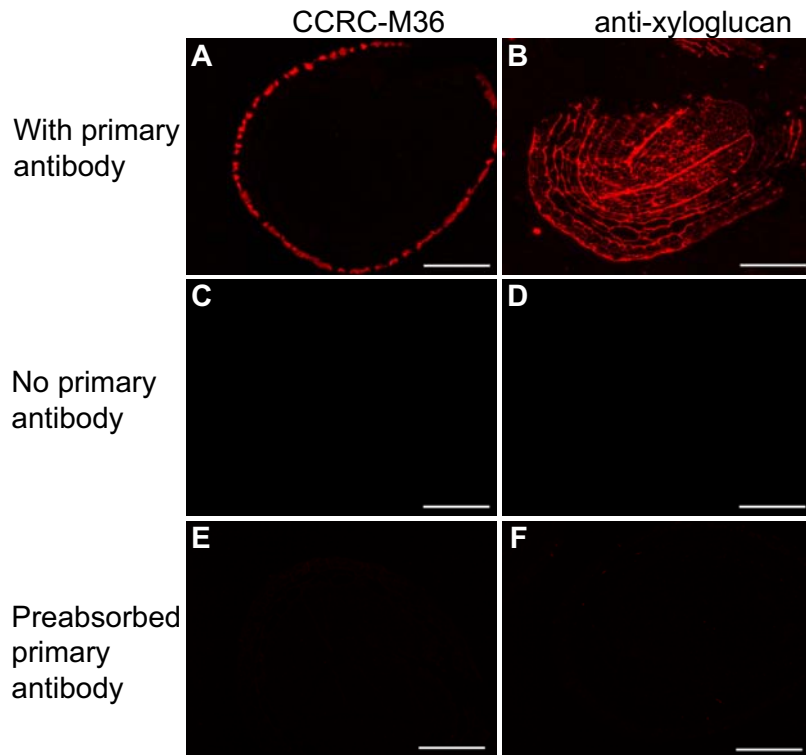 CCRC-M36
anti-xyloglucan
With primary
antibody
A
B
No primary
antibody
C
D
Preabsorbed
primary
antibody
E
F